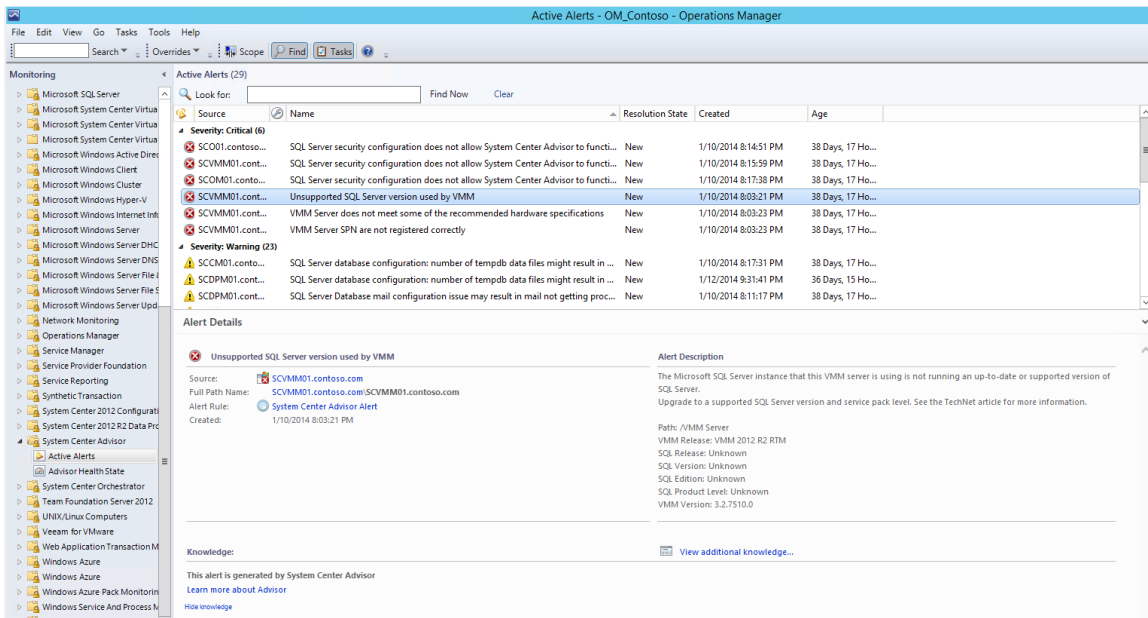 Active Alerts - OM_Contoso - Operations Manager
File Edit View Go Tasks Tools Help
Search Overrides Scope Find Tasks
Monitoring
Microsoft SQL Server
Microsoft System Center Virtua
Microsoft System Center Virtua
Microsoft System Center Virtua
Microsoft Windows Active Direc
Microsoft Windows Client
Microsoft Windows Cluster
Microsoft Windows Hyper-V
Microsoft Windows Internet Info
Microsoft Windows Server
Microsoft Windows Server DHC
Microsoft Windows Server DNS
Microsoft Windows Server File &
Microsoft Windows Server File S
Microsoft Windows Server Upd
Network Monitoring
Operations Manager
Service Manager
Service Provider Foundation
Service Reporting
Synthetic Transaction
System Center 2012 Configurati
System Center 2012 R2 Data Pro
System Center Advisor
Active Alerts
Advisor Health State
System Center Orchestrator
Team Foundation Server 2012
UNIX/Linux Computers
Veeam for VMware
Web Application Transaction M
Windows Azure
Windows Azure
Windows Azure Pack Monitorin
Windows Service And Process M
Active Alerts (29)
Look for: Find Now Clear
Source Name Resolution State Created Age
Severity: Critical (6)
SCO01.contoso... SQL Server security configuration does not allow System Center Advisor to functi... New 1/10/2014 8:14:51 PM 38 Days, 17 Ho...
SCVMM01.cont... SQL Server security configuration does not allow System Center Advisor to functi... New 1/10/2014 8:15:59 PM 38 Days, 17 Ho...
SCOM01.conto... SQL Server security configuration does not allow System Center Advisor to functi... New 1/10/2014 8:17:38 PM 38 Days, 17 Ho...
SCVMM01.cont... Unsupported SQL Server version used by VMM New 1/10/2014 8:03:21 PM 38 Days, 17 Ho...
SCVMM01.cont... VMM Server does not meet some of the recommended hardware specifications New 1/10/2014 8:03:23 PM 38 Days, 17 Ho...
SCVMM01.cont... VMM Server SPN are not registered correctly New 1/10/2014 8:03:23 PM 38 Days, 17 Ho...
Severity: Warning (23)
SCCM01.conto... SQL Server database configuration: number of tempdb data files might result in ... New 1/10/2014 8:17:31 PM 38 Days, 17 Ho...
SCDPM01.cont... SQL Server database configuration: number of tempdb data files might result in ... New 1/12/2014 9:31:41 PM 36 Days, 15 Ho...
SCDPM01.cont... SQL Server Database mail configuration issue may result in mail not getting proc... New 1/10/2014 8:11:17 PM 38 Days, 17 Ho...
Alert Details
Unsupported SQL Server version used by VMM
Source: SCVMM01.contoso.com
Full Path Name: SCVMM01.contoso.com\SCVMM01.contoso.com
Alert Rule: System Center Advisor Alert
Created: 1/10/2014 8:03:21 PM
Alert Description
The Microsoft SQL Server instance that this VMM server is using is not running an up-to-date or supported version of
SQL Server.
Upgrade to a supported SQL Server version and service pack level. See the TechNet article for more information.
Path: /VMM Server
VMM Release: VMM 2012 R2 RTM
SQL Release: Unknown
SQL Version: Unknown
SQL Edition: Unknown
SQL Product Level: Unknown
VMM Version: 3.2.7510.0
Knowledge:
View additional knowledge...
This alert is generated by System Center Advisor
Learn more about Advisor
Hide knowledge